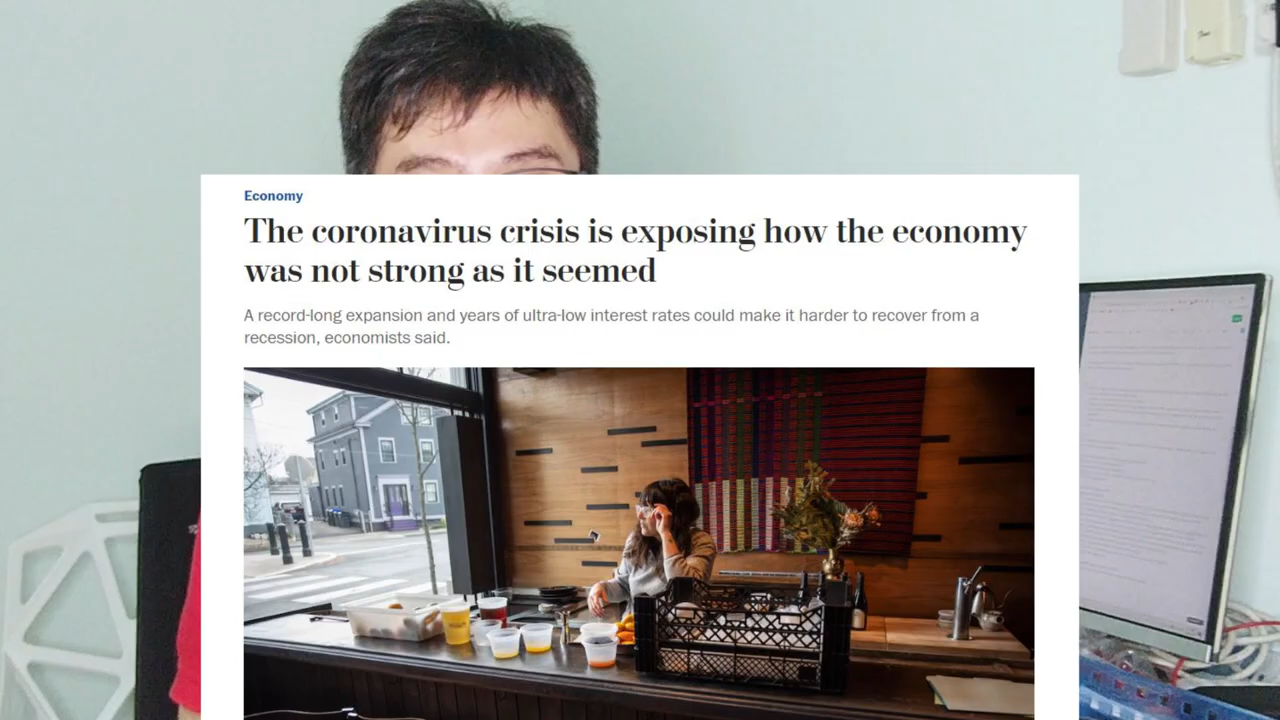 Economy
The coronavirus crisis is exposing how the economy
was not strong as it seemed
A record-long expansion and years of ultra-low interest rates could make it harder to recover from a
recession, economists said.